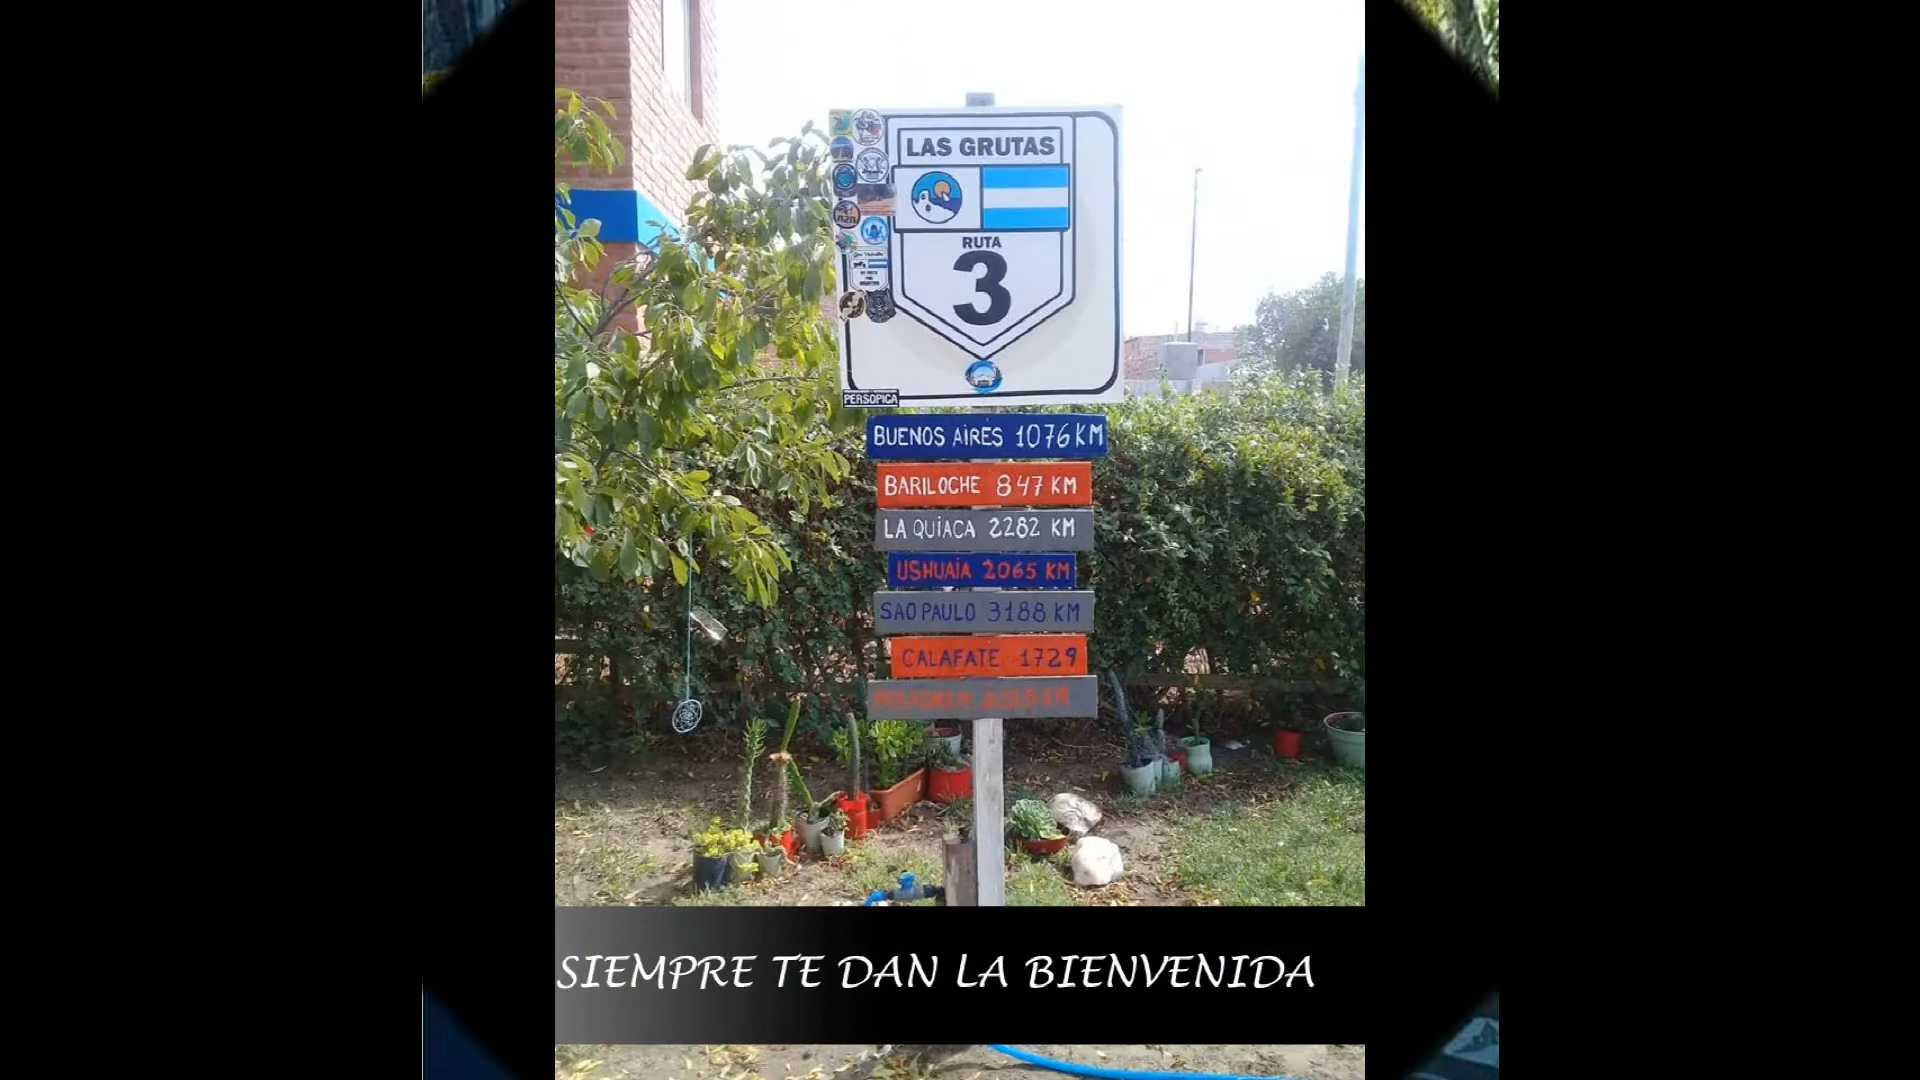 LAS GRUTAS
RUTA
3
PERSOPICA
BUENOS AIRES 1076 KM
BARILOCHE 847 KM
LA QUIACA 2282 KM
USHUAIA 2065 KM
SAO PAULO 3188 KM
CALAFATE 1729
SIEMPRE TE DAN LA BIENVENIDA